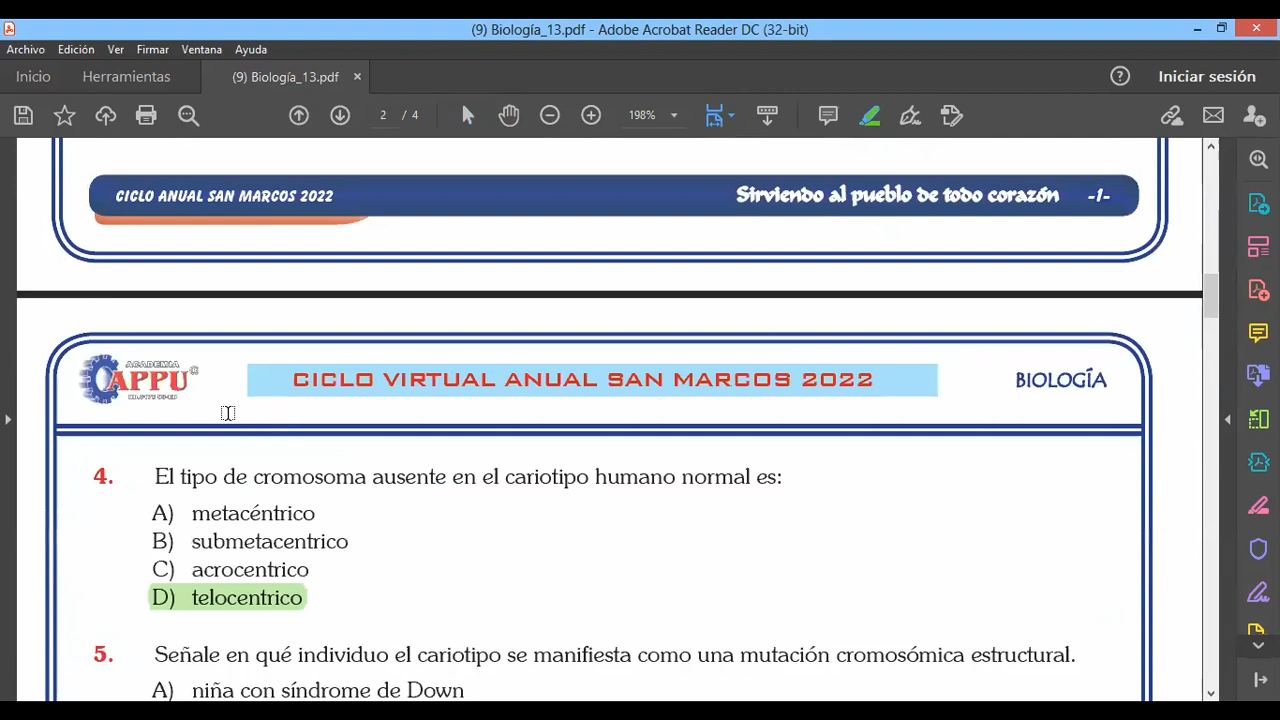 (9) Biología_13.pdf - Adobe Acrobat Reader DC (32-bit)
Archivo Edición Ver Firmar Ventana Ayuda
Inicio Herramientas (9) Biología_13.pdf × Iniciar sesión
2 / 4 198%
CICLO ANUAL SAN MARCOS 2022 Sirviendo al pueblo de todo corazón -1-
ACADEMIA
APPU
CICLO VIRTUAL ANUAL SAN MARCOS 2022 BIOLOGÍA
4. El tipo de cromosoma ausente en el cariotipo humano normal es:
A) metacéntrico
B) submetacentrico
C) acrocentrico
D) telocentrico
5. Señale en qué individuo el cariotipo se manifiesta como una mutación cromosómica estructural.
A) niña con síndrome de Down